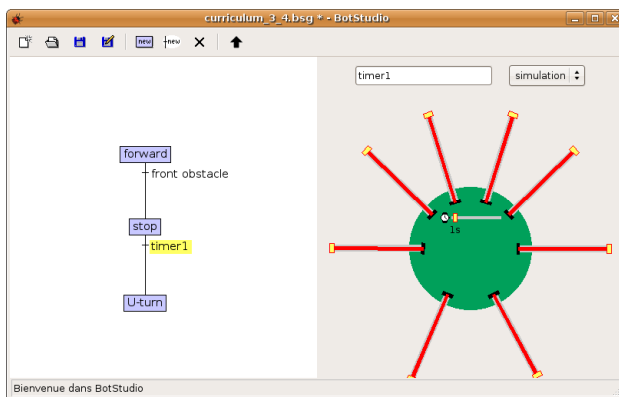 curriculum_3_4.bsg * - BotStudio
new new
timer1 simulation
forward
front obstacle
stop
timer1
U-turn
1s
Bienvenue dans BotStudio